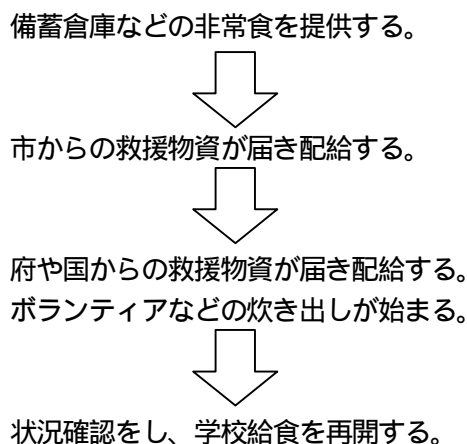 備蓄倉庫などの非常食を提供する。
市からの救援物資が届き配給する。
府や国からの救援物資が届き配給する。
ボランティアなどの炊き出しが始まる。
状況確認をし、学校給食を再開する。